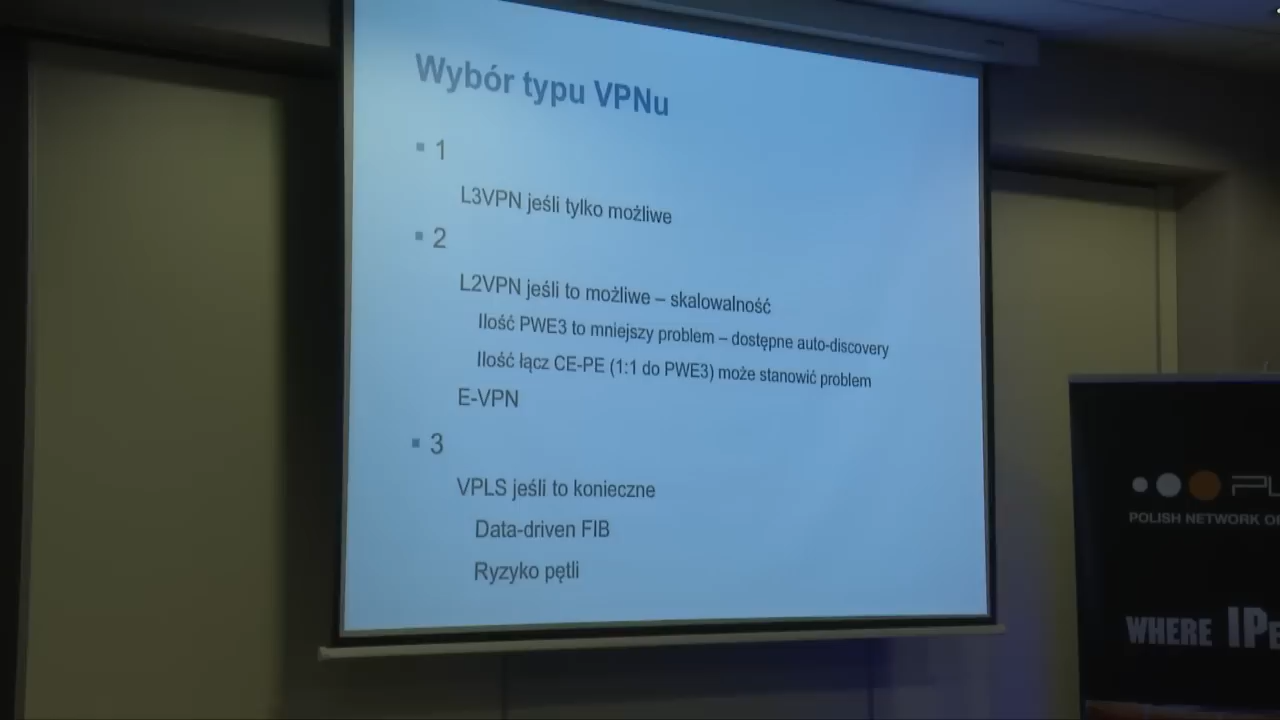 Wybór typu VPNu
1
L3VPN jeśli tylko możliwe
2
L2VPN jeśli to możliwe – skalowalność
Ilość PWE3 to mniejszy problem – dostępne auto-discovery
Ilość łącz CE-PE (1:1 do PWE3) może stanowić problem
E-VPN
3
VPLS jeśli to konieczne
Data-driven FIB
Ryzyko pętli
POLISH NETWORK
WHERE